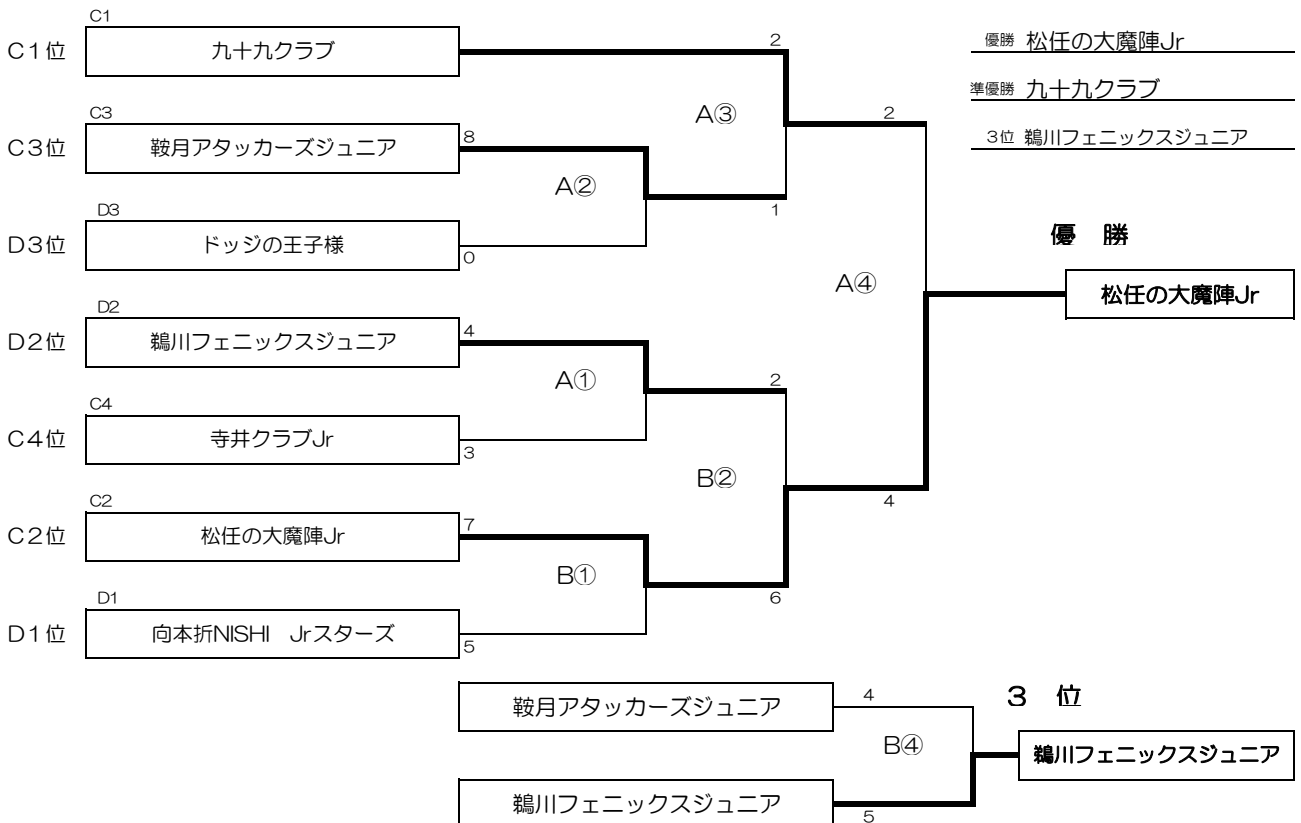 C1
C1位
九十九クラブ
2
優勝 松任の大魔陣Jr
準優勝 九十九クラブ
A③
2
C3
C3位
鞍月アタッカーズジュニア
8
3位 鵜川フェニックスジュニア
A②
1
D3
D3位
ドッジの王子様
0
優 勝
A④
松任の大魔陣Jr
D2
D2位
鵜川フェニックスジュニア
4
A①
2
C4
C4位
寺井クラブJr
3
B②
4
C2
C2位
松任の大魔陣Jr
7
B①
6
D1
D1位
向本折NISHI Jrスターズ
5
鞍月アタッカーズジュニア
4
3 位
B④
鵜川フェニックスジュニア
鵜川フェニックスジュニア
5